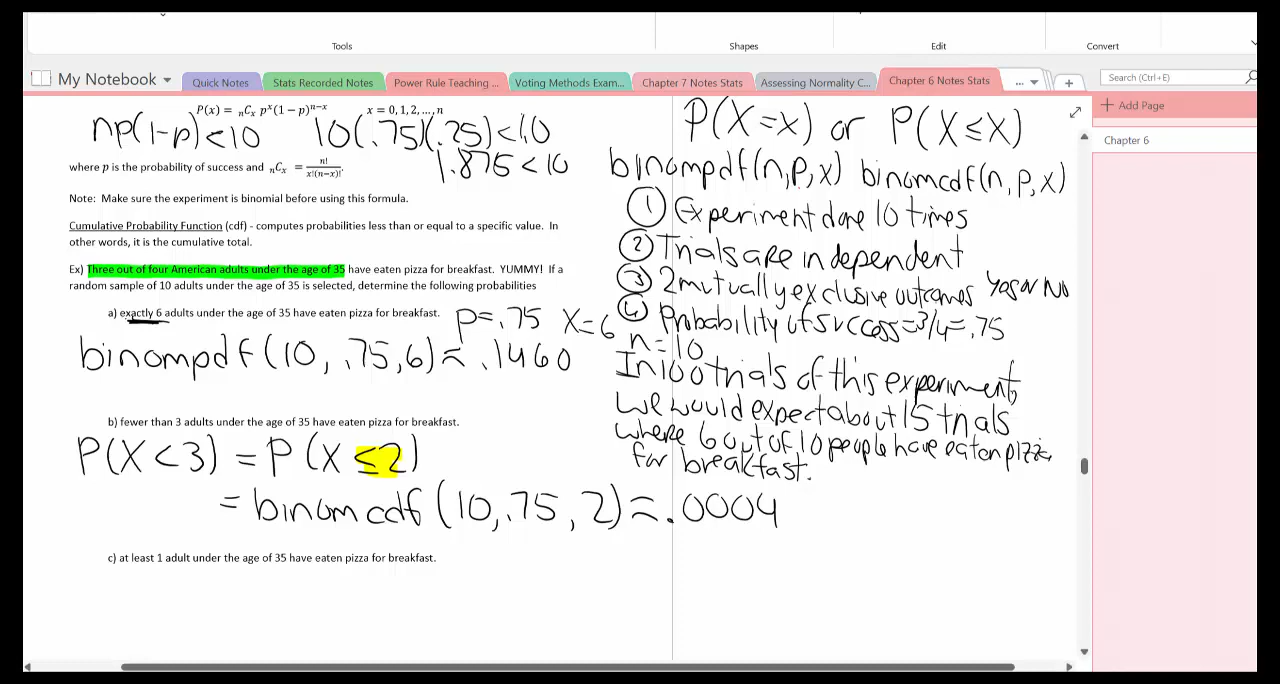 Tools Shapes Edit Convert
My Notebook Quick Notes Stats Recorded Notes Power Rule Teaching ... Voting Methods Exam... Chapter 7 Notes Stats Assessing Normality C... Chapter 6 Notes Stats ... + Search (Ctrl+E)
+ Add Page
Chapter 6
P(x) = nCx p^x(1 − p)^n−x x = 0, 1, 2, ..., n
np(1-p)<10 10(.75)(.25)<10
1.875<10
where p is the probability of success and nCx = n!/x!(n−x)!.
Note: Make sure the experiment is binomial before using this formula.
Cumulative Probability Function (cdf) - computes probabilities less than or equal to a specific value. In
other words, it is the cumulative total.
Ex) Three out of four American adults under the age of 35 have eaten pizza for breakfast. YUMMY! If a
random sample of 10 adults under the age of 35 is selected, determine the following probabilities
a) exactly 6 adults under the age of 35 have eaten pizza for breakfast.
p=.75 X=6
binompdf(10, .75,6)≈.1460
b) fewer than 3 adults under the age of 35 have eaten pizza for breakfast.
P(X<3)=P(X≤2)
=binomcdf(10,.75,2)≈.0004
c) at least 1 adult under the age of 35 have eaten pizza for breakfast.
P(X=x) or P(X≤x)
binompdf(n,p,x) binomcdf(n,p,x)
① Experiment done 10 times
② Trials are independent
③ 2 mutually exclusive outcomes Yes or No
④ Probability of success=3/4=.75
n=10
In 100 trials of this experiment,
we would expect about 15 trials
where 6 out of 10 people have eaten pizza
for breakfast.